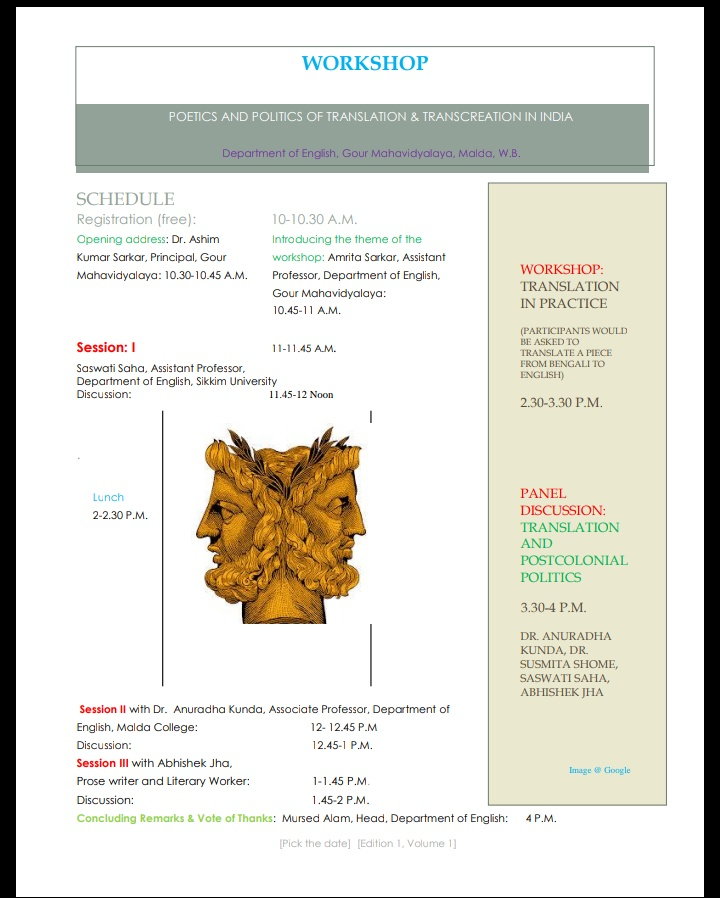 WORKSHOP
POETICS AND POLITICS OF TRANSLATION & TRANSCREATION IN INDIA
Department of English, Gour Mahavidyalaya, Malda, W.B.
SCHEDULE
Registration (free): 10-10.30 A.M.
Opening address: Dr. Ashim
Kumar Sarkar, Principal, Gour
Mahavidyalaya: 10.30-10.45 A.M.
Introducing the theme of the
workshop: Amrita Sarkar, Assistant
Professor, Department of English,
Gour Mahavidyalaya:
10.45-11 A.M.
Session: I 11-11.45 A.M.
Saswati Saha, Assistant Professor,
Department of English, Sikkim University
Discussion: 11.45-12 Noon
Lunch
2-2.30 P.M.
Session II with Dr. Anuradha Kunda, Associate Professor, Department of
English, Malda College: 12- 12.45 P.M
Discussion: 12.45-1 P.M.
Session III with Abhishek Jha,
Prose writer and Literary Worker: 1-1.45 P.M.
Discussion: 1.45-2 P.M.
Concluding Remarks & Vote of Thanks: Mursed Alam, Head, Department of English: 4 P.M.
WORKSHOP:
TRANSLATION
IN PRACTICE
(PARTICIPANTS WOULD
BE ASKED TO
TRANSLATE A PIECE
FROM BENGALI TO
ENGLISH)
2.30-3.30 P.M.
PANEL
DISCUSSION:
TRANSLATION
AND
POSTCOLONIAL
POLITICS
3.30-4 P.M.
DR. ANURADHA
KUNDA, DR.
SUSMITA SHOME,
SASWATI SAHA,
ABHISHEK JHA
Image @ Google
[Pick the date] [Edition 1, Volume 1]